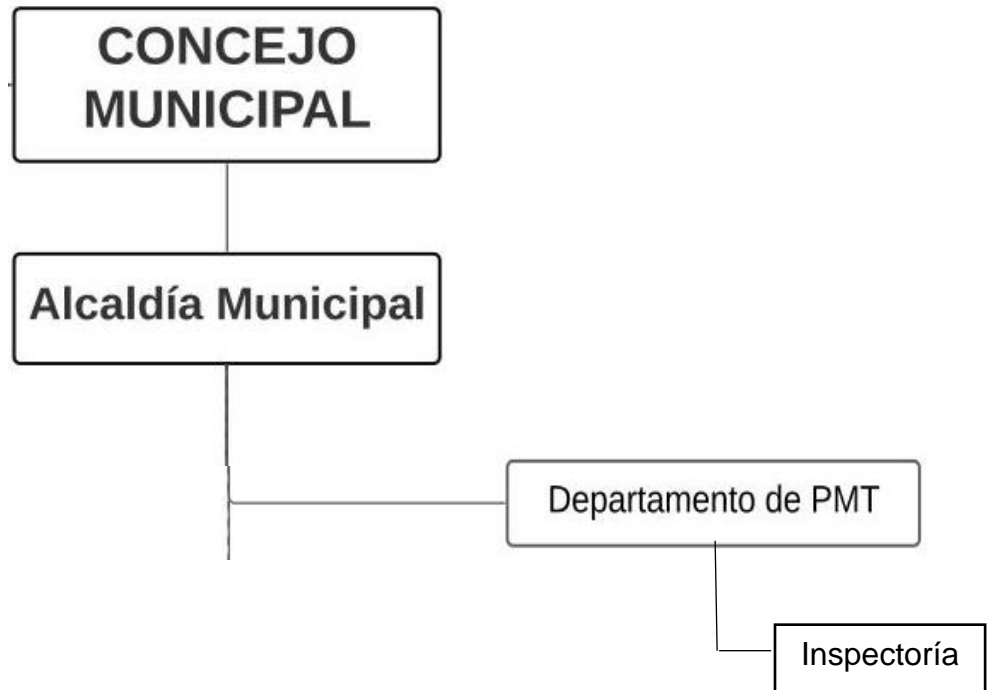 CONCEJO
MUNICIPAL
Alcaldía Municipal
Departamento de PMT
Inspectoría